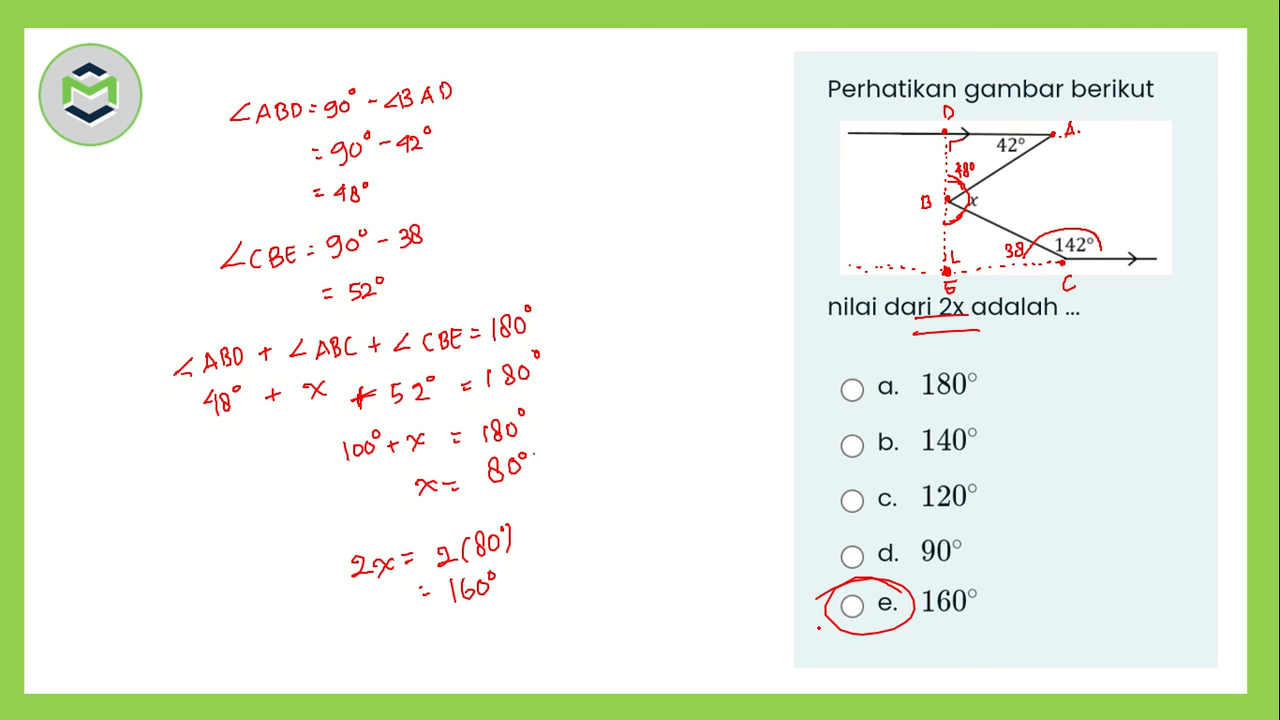 ∠ABD = 90° - ∠BAD
= 90° - 42°
= 48°
∠CBE = 90° - 38
= 52°
∠ABD + ∠ABC + ∠CBE = 180°
48° + x + 52° = 180°
100° + x = 180°
x = 80°
2x = 2(80°)
= 160°
Perhatikan gambar berikut
D
A
42°
48°
B
x
38
142°
E
C
nilai dari 2x adalah ...
a. 180°
b. 140°
c. 120°
d. 90°
e. 160°